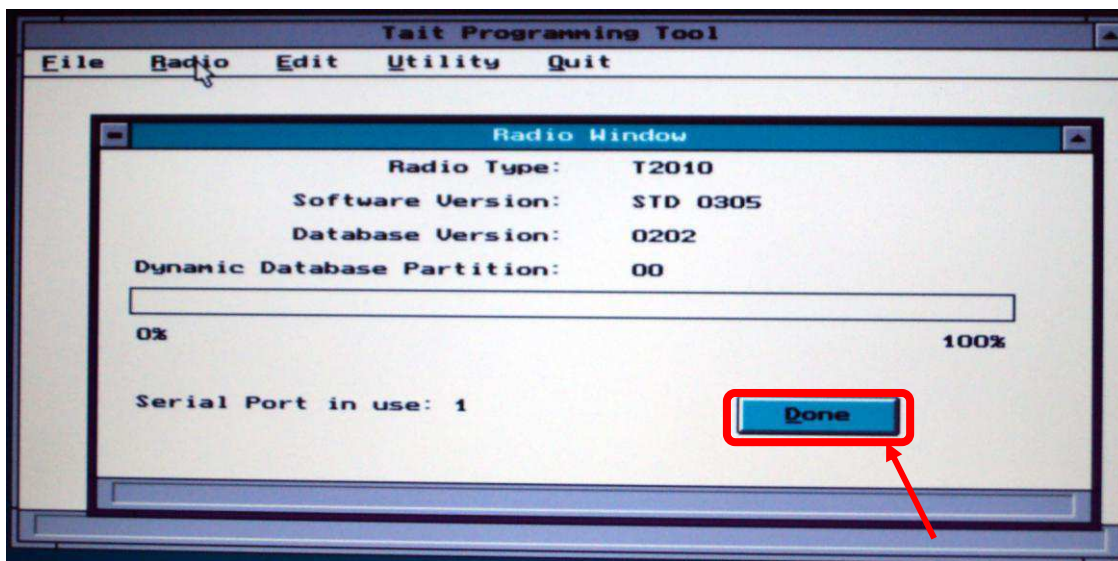 Tait Programming Tool
File Radio Edit Utility Quit
Radio Window
Radio Type: T2010
Software Version: STD 0305
Database Version: 0202
Dynamic Database Partition: 00
0% 100%
Serial Port in use: 1
Done